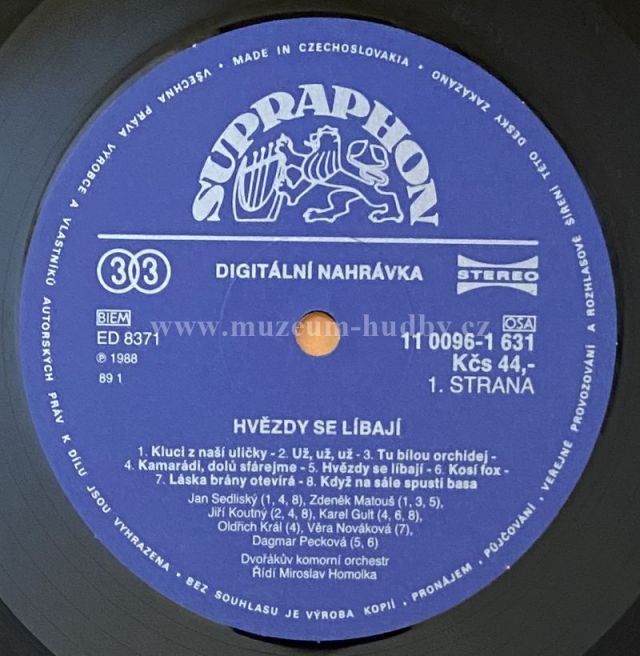 VŠECHNA PRÁVA VÝROBCE A VLASTNÍKŮ AUTORSKÝCH PRÁV K DÍLU JSOU VYHRAZENA • BEZ SOUHLASU JE VÝROBA KOPIÍ, PRONÁJEM, PŮJČOVÁNÍ, VEŘEJNÉ PROVOZOVÁNÍ A ROZHLASOVÉ ŠÍŘENÍ TÉTO DESKY ZAKÁZÁNO • MADE IN CZECHOSLOVAKIA •
SUPRAPHON
33 DIGITÁLNÍ NAHRÁVKA STEREO
BIEM OSA
www.muzeum-hudby.cz
ED 8371 11 0096-1 631
℗ 1988 Kčs 44,-
89 1 1. STRANA
HVĚZDY SE LÍBAJÍ
1. Kluci z naší uličky - 2. Už, už, už - 3. Tu bílou orchidej -
4. Kamarádi, dolů sfárejme - 5. Hvězdy se líbají - 6. Kosí fox -
7. Láska brány otevírá - 8. Když na sále spustí basa
Jan Sedliský (1, 4, 8), Zdeněk Matouš (1, 3, 5),
Jiří Koutný (2, 4, 8), Karel Gult (4, 6, 8),
Oldřich Král (4), Věra Nováková (7),
Dagmar Pecková (5, 6)
Dvořákův komorní orchestr
Řídí Miroslav Homolka